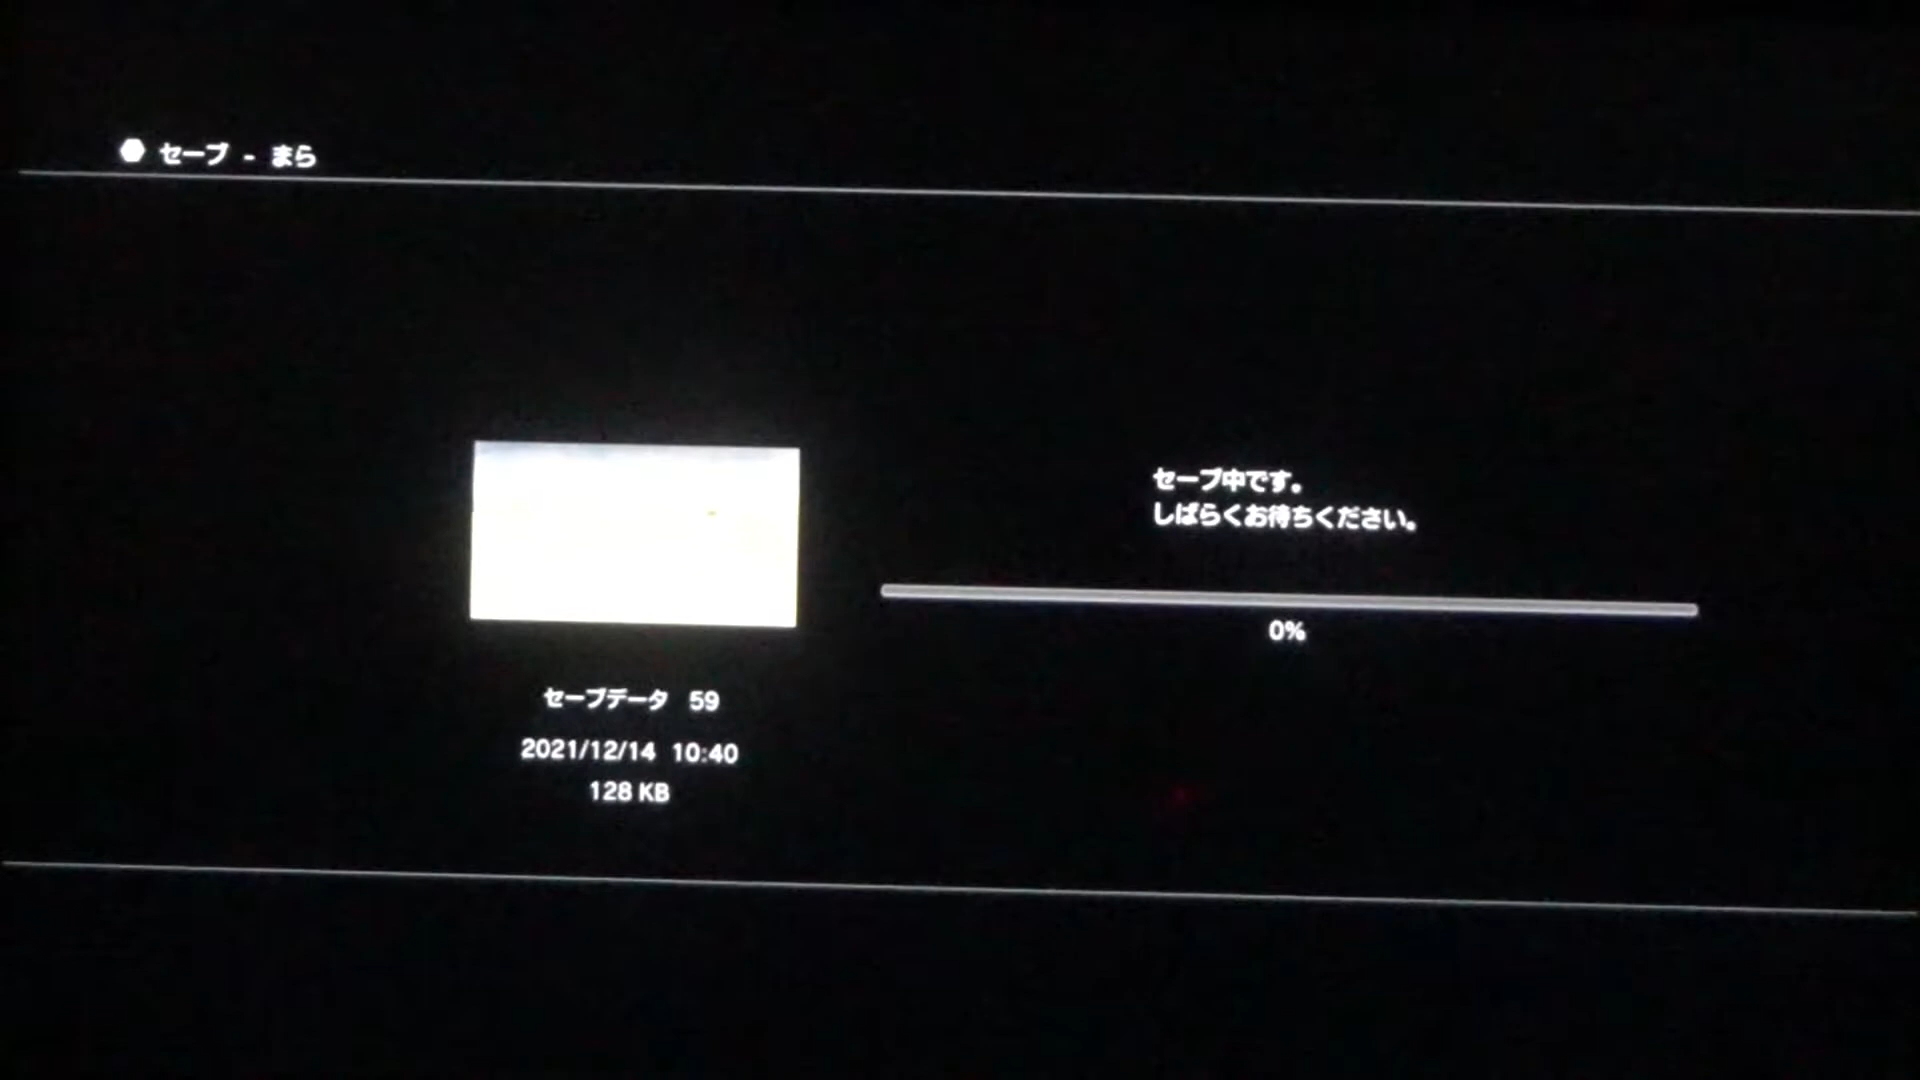 セーブ - まら
セーブ中です。
しばらくお待ちください。
0%
セーブデータ 59
2021/12/14 10:40
128 KB